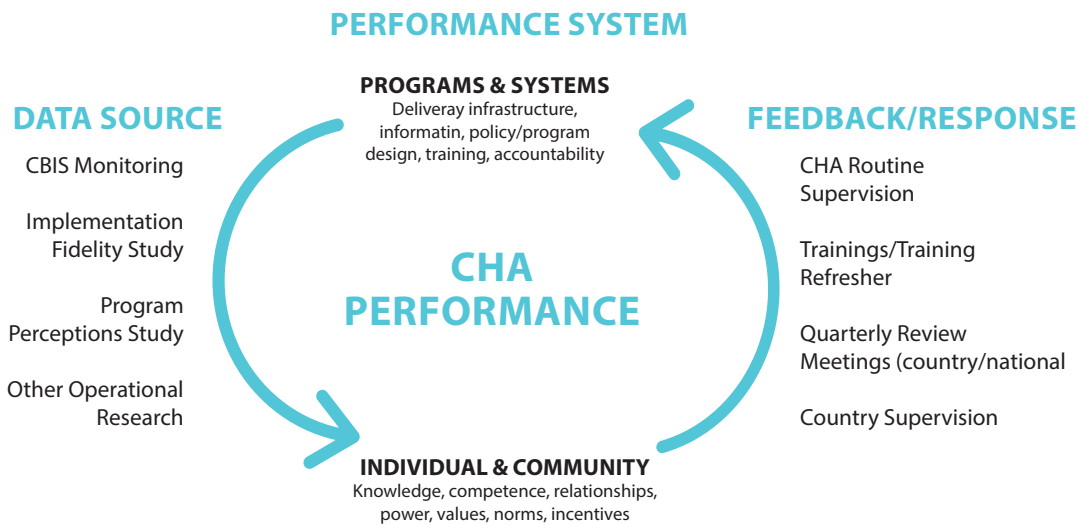 PERFORMANCE SYSTEM
PROGRAMS & SYSTEMS
Deliveray infrastructure,
informatin, policy/program
design, training, accountability
DATA SOURCE
CBIS Monitoring
Implementation
Fidelity Study
Program
Perceptions Study
Other Operational
Research
CHA
PERFORMANCE
FEEDBACK/RESPONSE
CHA Routine
Supervision
Trainings/Training
Refresher
Quarterly Review
Meetings (country/national
Country Supervision
INDIVIDUAL & COMMUNITY
Knowledge, competence, relationships,
power, values, norms, incentives